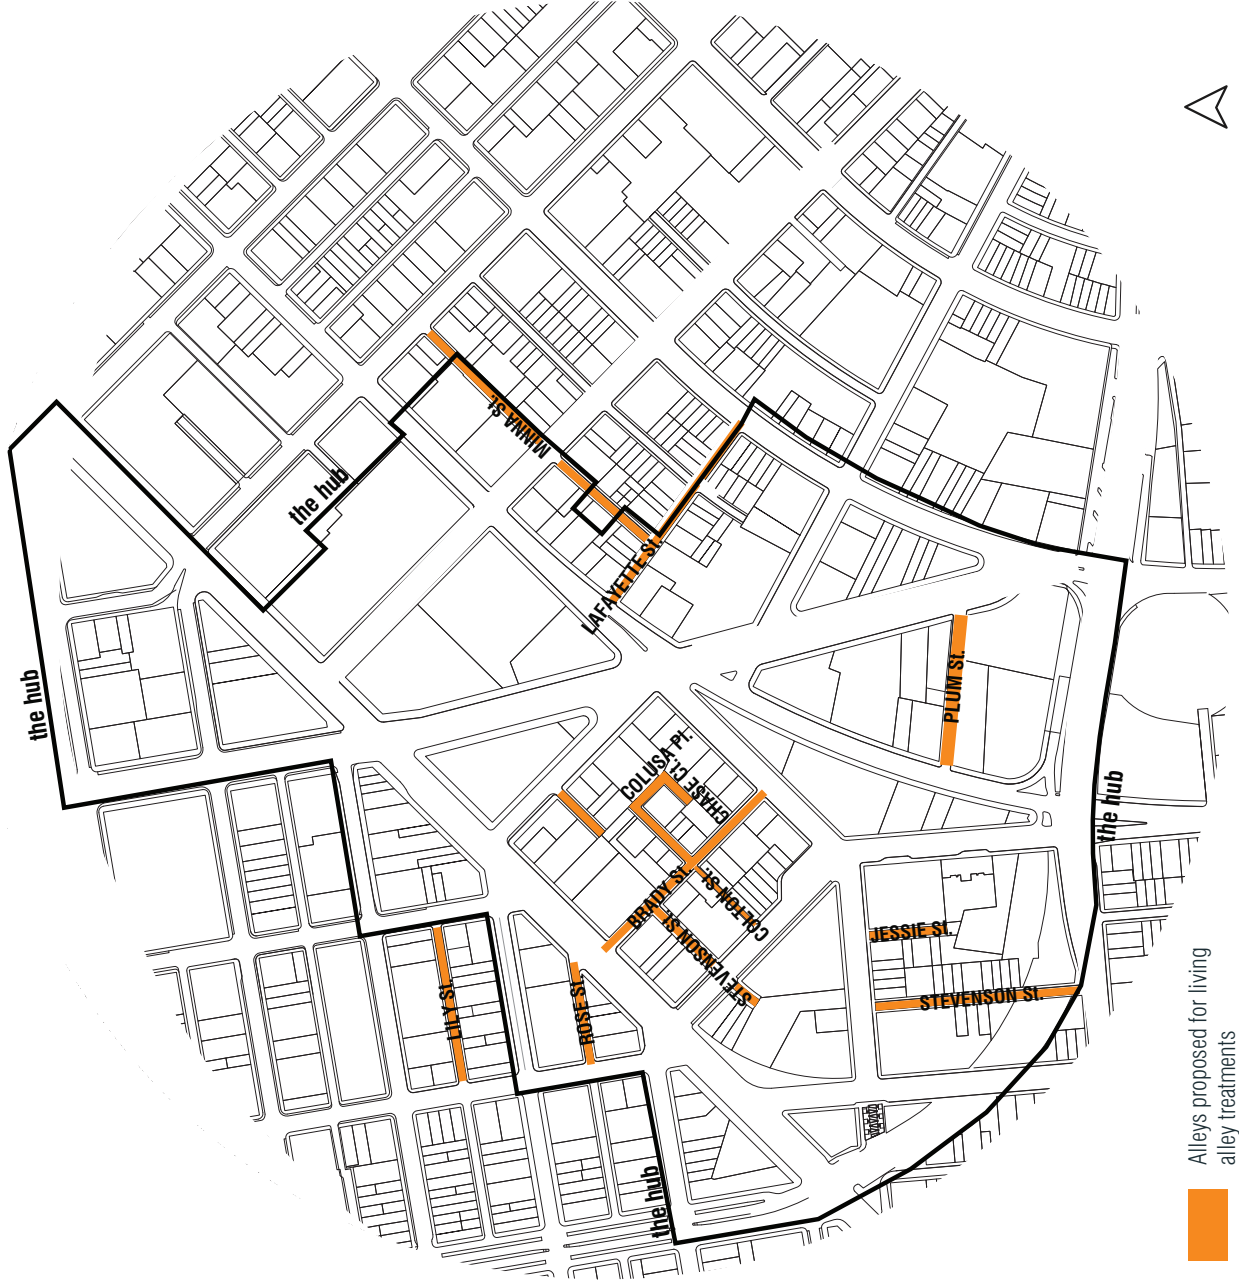 the hub
the hub
MINNA St.
LAFAYETTE St.
PLUM St.
COLUSA Pl.
CHASE Ct.
BRADY St.
COLTON St.
STEVENSON St.
LILY St.
ROSE St.
JESSIE St.
STEVENSON St.
the hub
the hub
Alleys proposed for living
alley treatments